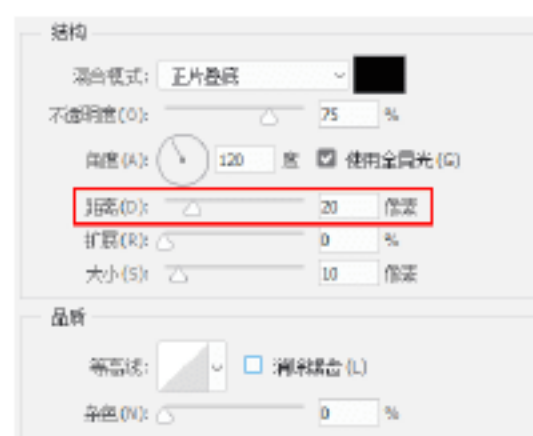 结构
混合模式: 正片叠底
不透明度(O): 75 %
角度(A): 120 度 使用全局光(G)
距离(D): 20 像素
扩展(R): 0 %
大小(S): 10 像素
品质
等高线: 消除锯齿(L)
杂色(N): 0 %